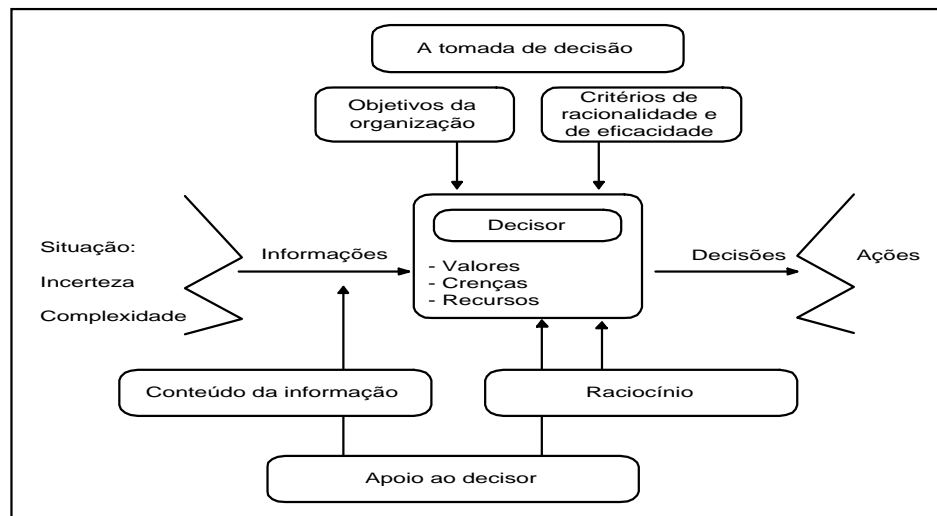 A tomada de decisão
Objetivos da
organização
Critérios de
racionalidade e
de eficacidade
Situação:
Incerteza
Complexidade
Informações
Decisor
- Valores
- Crenças
- Recursos
Decisões
Ações
Conteúdo da informação
Raciocínio
Apoio ao decisor